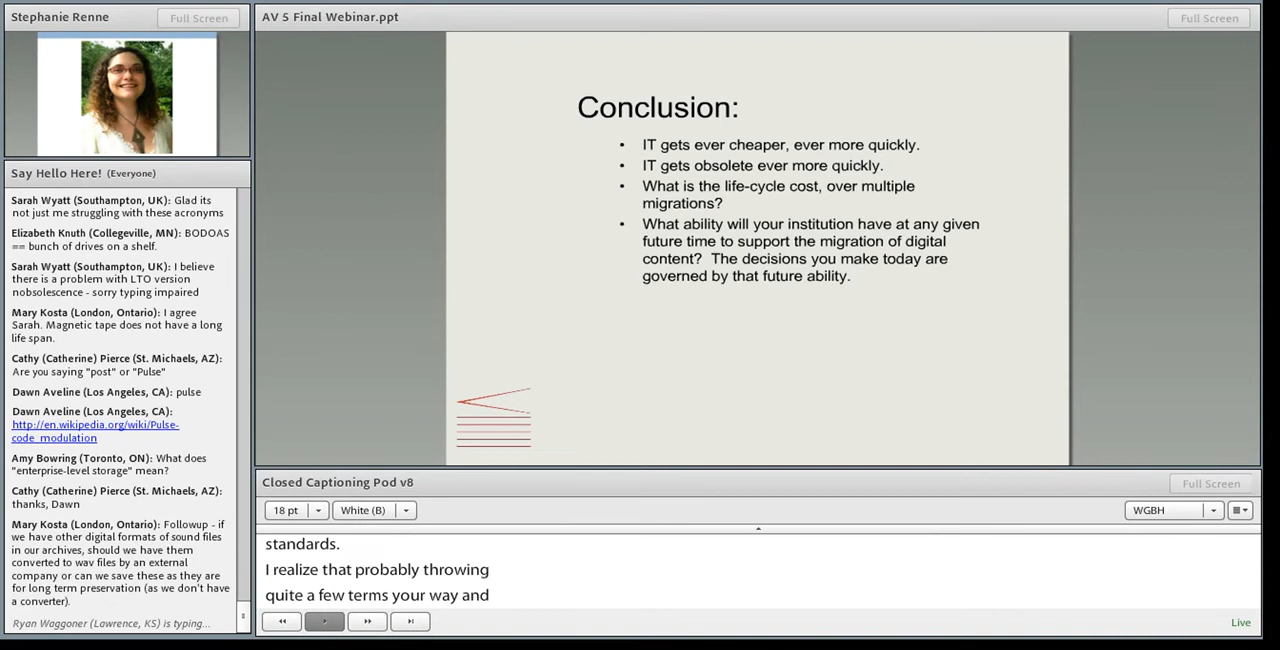 Stephanie Renne
Full Screen
Say Hello Here! (Everyone)
Sarah Wyatt (Southampton, UK): Glad its
not just me struggling with these acronyms
Elizabeth Knuth (Collegeville, MN): BODOAS
== bunch of drives on a shelf.
Sarah Wyatt (Southampton, UK): I believe
there is a problem with LTO version
nobsolescence - sorry typing impaired
Mary Kosta (London, Ontario): I agree
Sarah. Magnetic tape does not have a long
life span.
Cathy (Catherine) Pierce (St. Michaels, AZ):
Are you saying "post" or "Pulse"
Dawn Aveline (Los Angeles, CA): pulse
Dawn Aveline (Los Angeles, CA):
http://en.wikipedia.org/wiki/Pulse-
code_modulation
Amy Bowring (Toronto, ON): What does
"enterprise-level storage" mean?
Cathy (Catherine) Pierce (St. Michaels, AZ):
thanks, Dawn
Mary Kosta (London, Ontario): Followup - if
we have other digital formats of sound files
in our archives, should we have them
converted to wav files by an external
company or can we save these as they are
for long term preservation (as we don't have
a converter).
Ryan Waggoner (Lawrence, KS) is typing...
AV 5 Final Webinar.ppt
Full Screen
Conclusion:
• IT gets ever cheaper, ever more quickly.
• IT gets obsolete ever more quickly.
• What is the life-cycle cost, over multiple
migrations?
• What ability will your institution have at any given
future time to support the migration of digital
content? The decisions you make today are
governed by that future ability.
Closed Captioning Pod v8
Full Screen
18 pt
White (B)
WGBH
standards.
I realize that probably throwing
quite a few terms your way and
Live